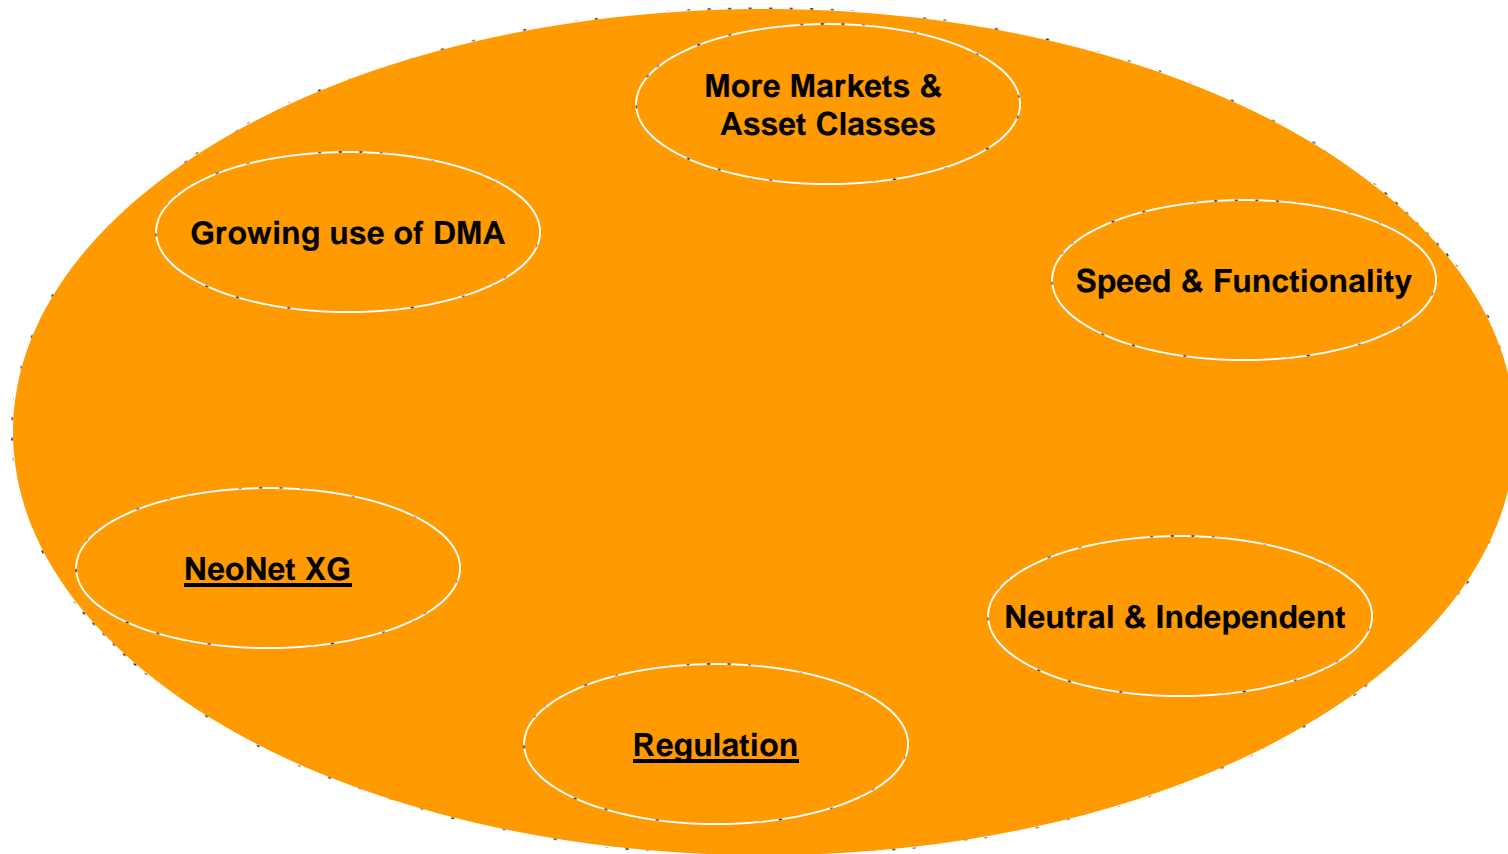 More Markets &
Asset Classes
Growing use of DMA
Speed & Functionality
NeoNet XG
Neutral & Independent
Regulation